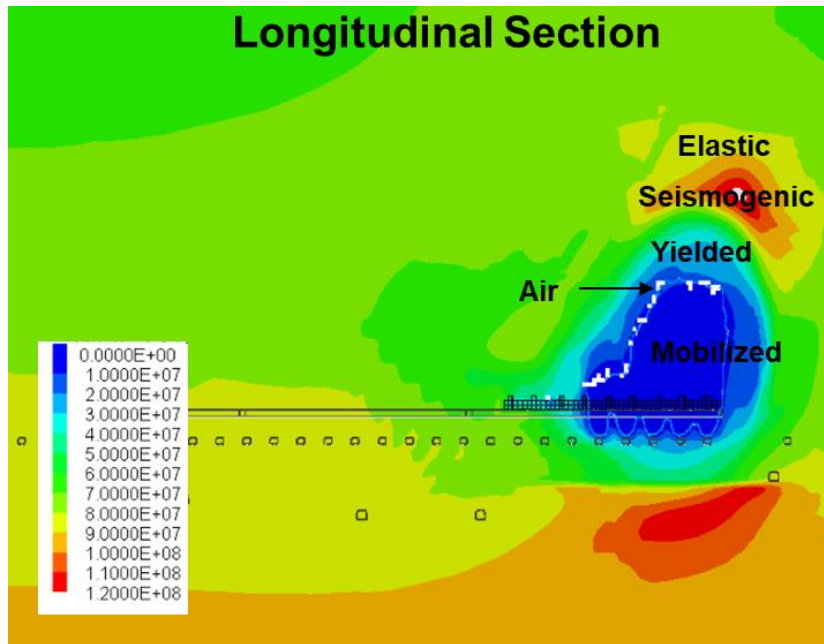 Longitudinal Section
Elastic
Seismogenic
Yielded
Air
Mobilized
0.0000E+00
1.0000E+07
2.0000E+07
3.0000E+07
4.0000E+07
5.0000E+07
6.0000E+07
7.0000E+07
8.0000E+07
9.0000E+07
1.0000E+08
1.1000E+08
1.2000E+08